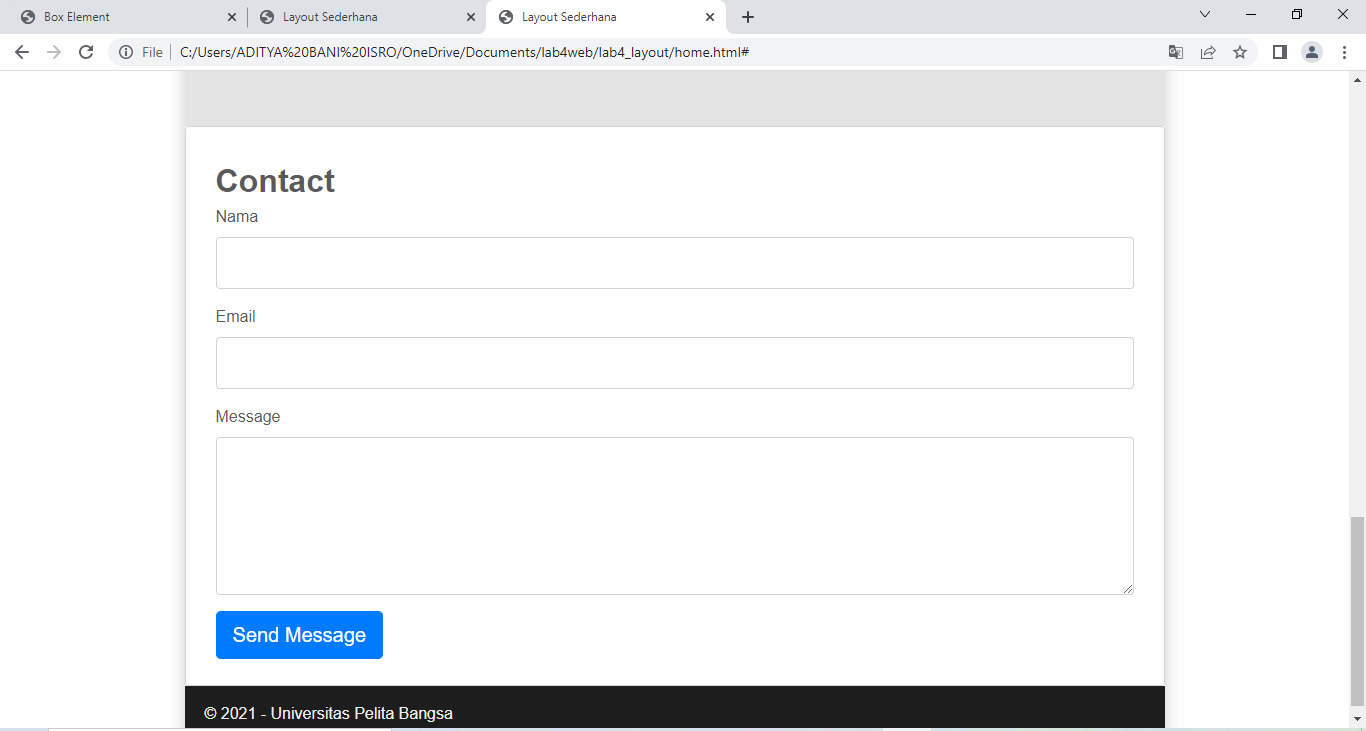 Box Element
Layout Sederhana
Layout Sederhana
File
C:/Users/ADITYA%20BANI%20ISRO/OneDrive/Documents/lab4web/lab4_layout/home.html#
Contact
Nama
Email
Message
Send Message
© 2021 - Universitas Pelita Bangsa